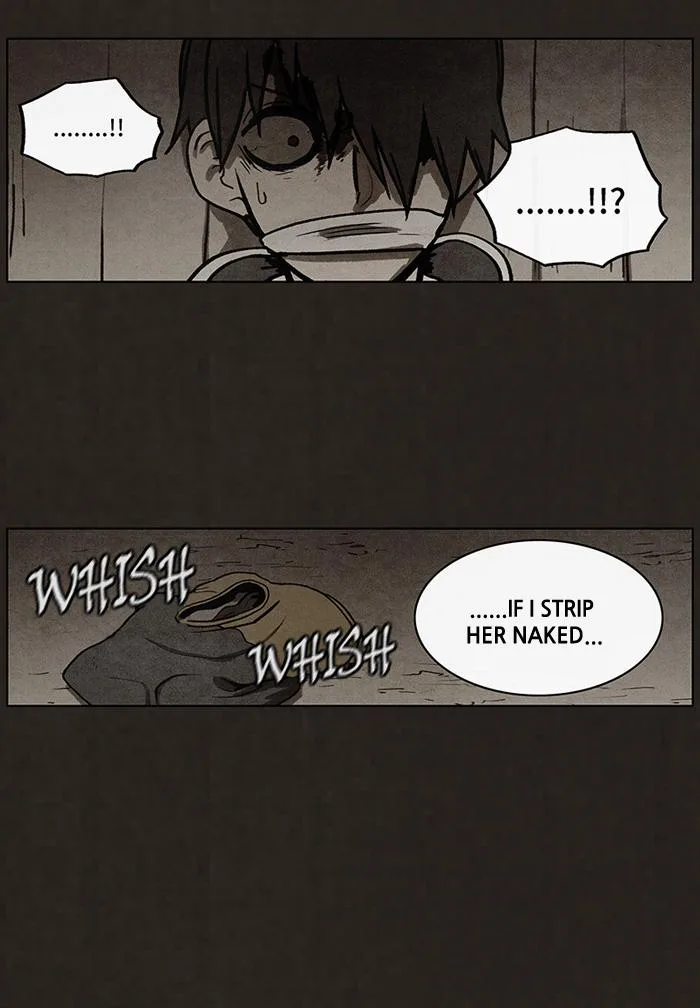 ........!!
.......!!?
WHISH
WHISH
......IF I STRIP
HER NAKED...